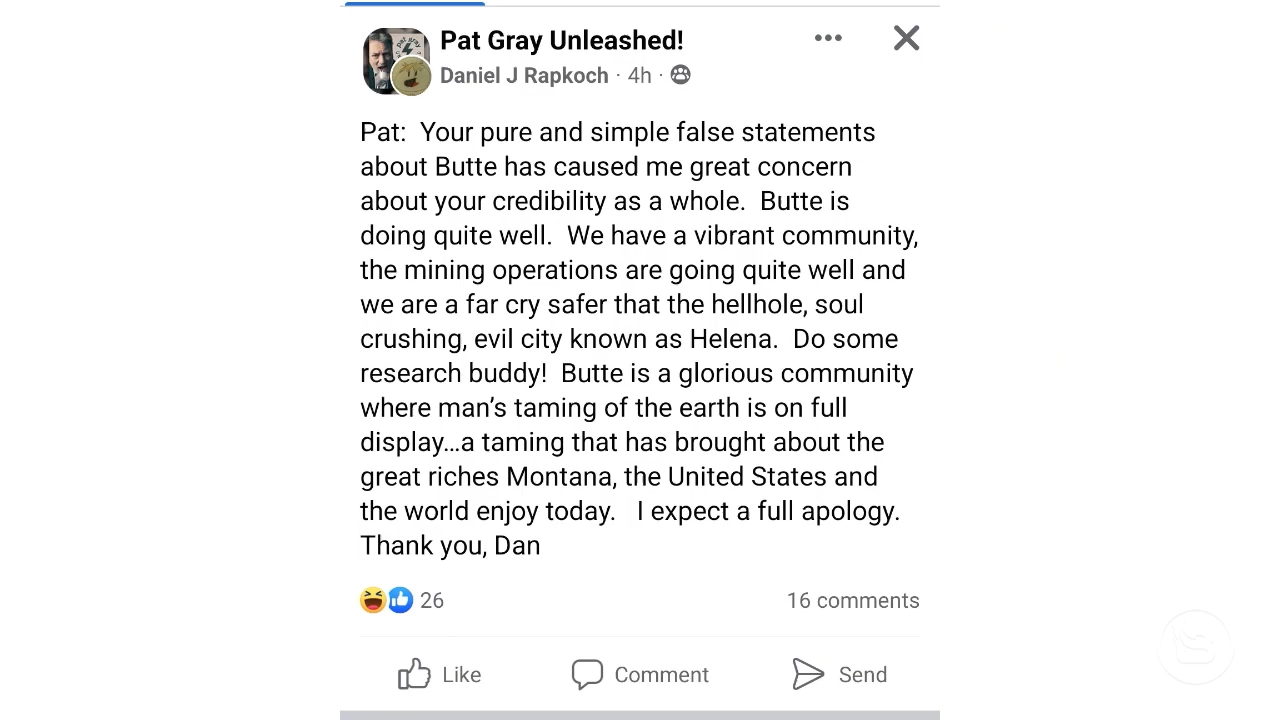 Pat Gray Unleashed!
Daniel J Rapkoch · 4h ·
Pat:  Your pure and simple false statements
about Butte has caused me great concern
about your credibility as a whole.  Butte is
doing quite well.  We have a vibrant community,
the mining operations are going quite well and
we are a far cry safer that the hellhole, soul
crushing, evil city known as Helena.  Do some
research buddy!  Butte is a glorious community
where man’s taming of the earth is on full
display…a taming that has brought about the
great riches Montana, the United States and
the world enjoy today.   I expect a full apology.
Thank you, Dan
26
16 comments
Like
Comment
Send